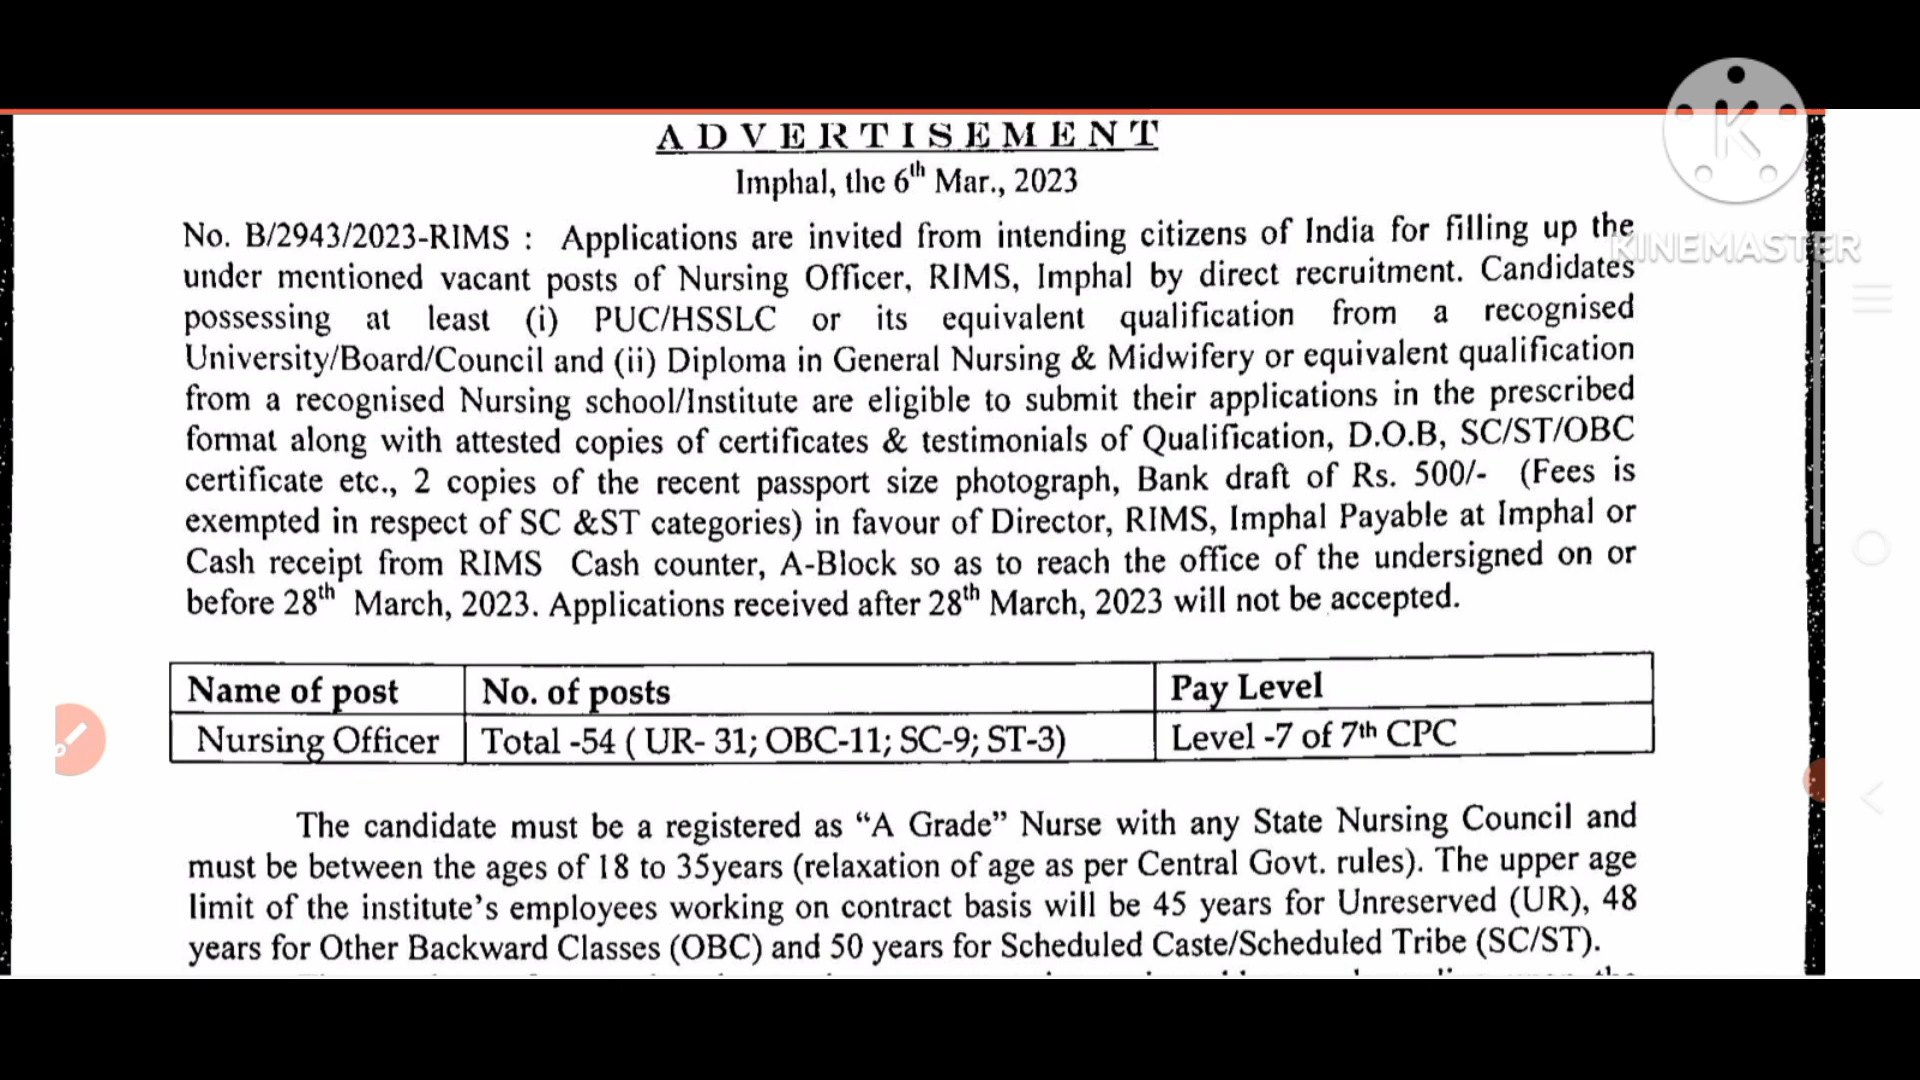 ADVERTISEMENT
Imphal, the 6th Mar., 2023
K
KINEMASTER
No. B/2943/2023-RIMS : Applications are invited from intending citizens of India for filling up the
under mentioned vacant posts of Nursing Officer, RIMS, Imphal by direct recruitment. Candidates
possessing at least (i) PUC/HSSLC or its equivalent qualification from a recognised
University/Board/Council and (ii) Diploma in General Nursing & Midwifery or equivalent qualification
from a recognised Nursing school/Institute are eligible to submit their applications in the prescribed
format along with attested copies of certificates & testimonials of Qualification, D.O.B, SC/ST/OBC
certificate etc., 2 copies of the recent passport size photograph, Bank draft of Rs. 500/- (Fees is
exempted in respect of SC &ST categories) in favour of Director, RIMS, Imphal Payable at Imphal or
Cash receipt from RIMS Cash counter, A-Block so as to reach the office of the undersigned on or
before 28th March, 2023. Applications received after 28th March, 2023 will not be accepted.
Name of post No. of posts Pay Level
Nursing Officer Total -54 ( UR- 31; OBC-11; SC-9; ST-3) Level -7 of 7th CPC
The candidate must be a registered as “A Grade” Nurse with any State Nursing Council and
must be between the ages of 18 to 35years (relaxation of age as per Central Govt. rules). The upper age
limit of the institute’s employees working on contract basis will be 45 years for Unreserved (UR), 48
years for Other Backward Classes (OBC) and 50 years for Scheduled Caste/Scheduled Tribe (SC/ST).